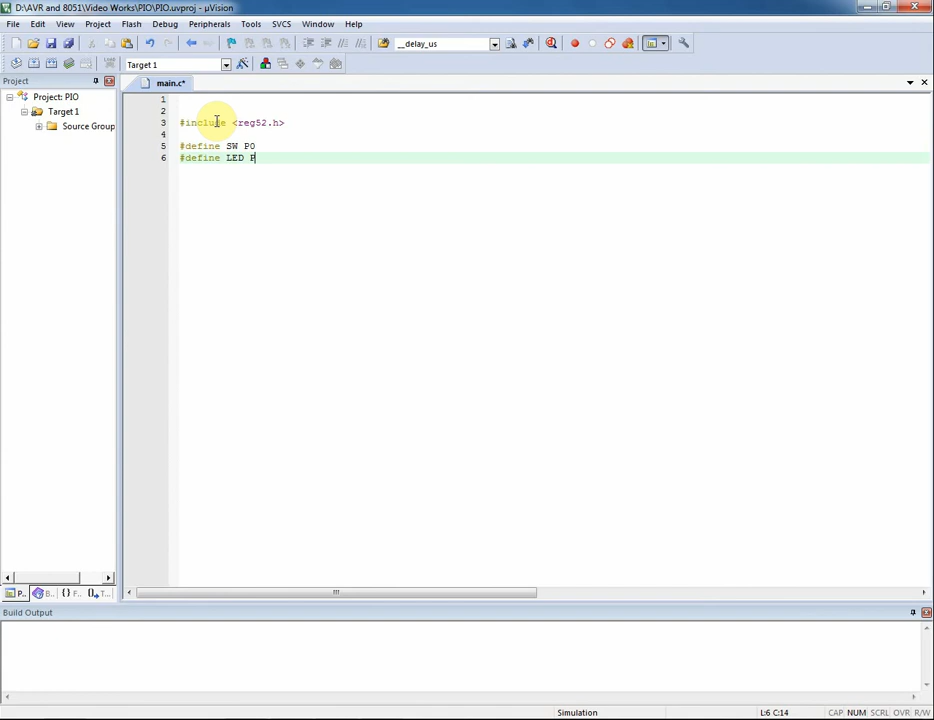 D:\AVR and 8051\Video Works\PIO\PIO.uvproj - µVision
File Edit View Project Flash Debug Peripherals Tools SVCS Window Help
__delay_us
Target 1
Project
main.c*
Project: PIO
Target 1
Source Group
1
2
3 #include <reg52.h>
4
5 #define SW P0
6 #define LED P
P.. B.. {} F.. T...
Build Output
Simulation L:6 C:14 CAP NUM SCRL OVR R/W